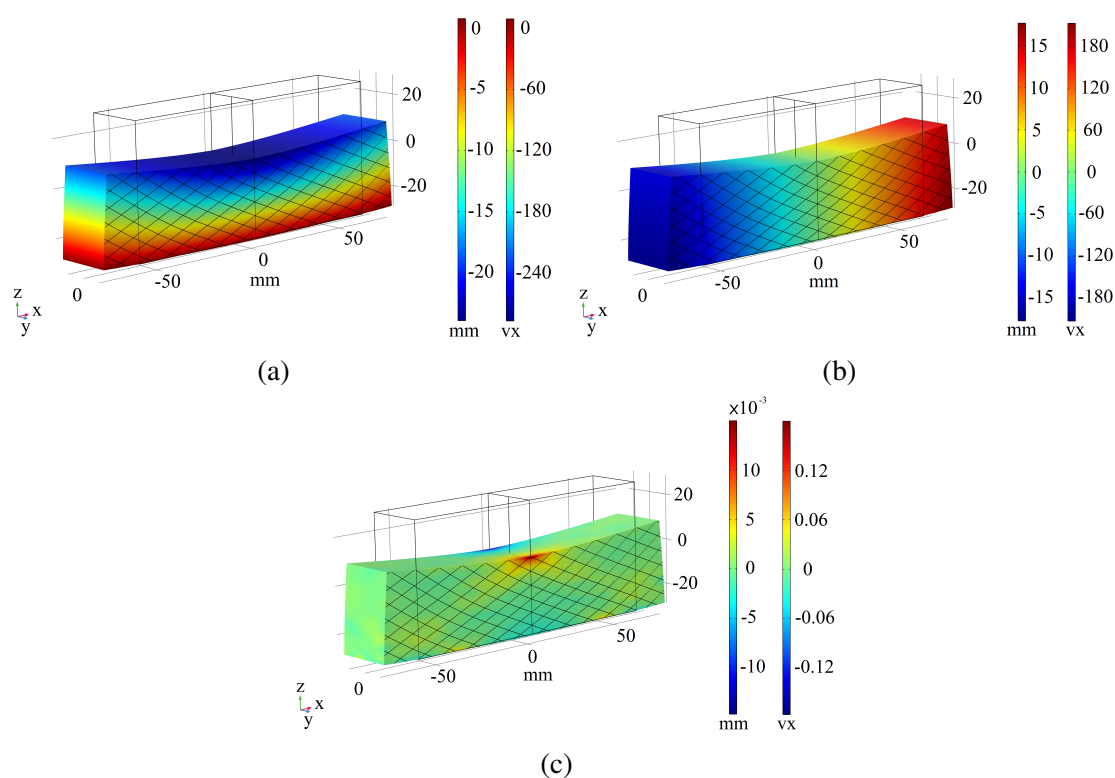 0 0
-5 -60
-10 -120
-15 -180
-20 -240
mm vx
20
0
-20
50
0
-50
mm
0
z
x
y
(a)
15 180
10 120
5 60
0 0
-5 -60
-10 -120
-15 -180
mm vx
20
0
-20
50
0
-50
mm
0
z
x
y
(b)
×10⁻³
10 0.12
5 0.06
0 0
-5 -0.06
-10 -0.12
mm vx
20
0
-20
50
0
-50
mm
0
z
x
y
(c)